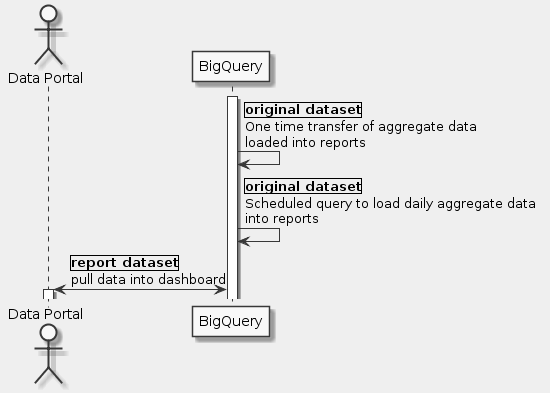 Data Portal
BigQuery
original dataset
One time transfer of aggregate data
loaded into reports
original dataset
Scheduled query to load daily aggregate data
into reports
report dataset
pull data into dashboard
Data Portal
BigQuery